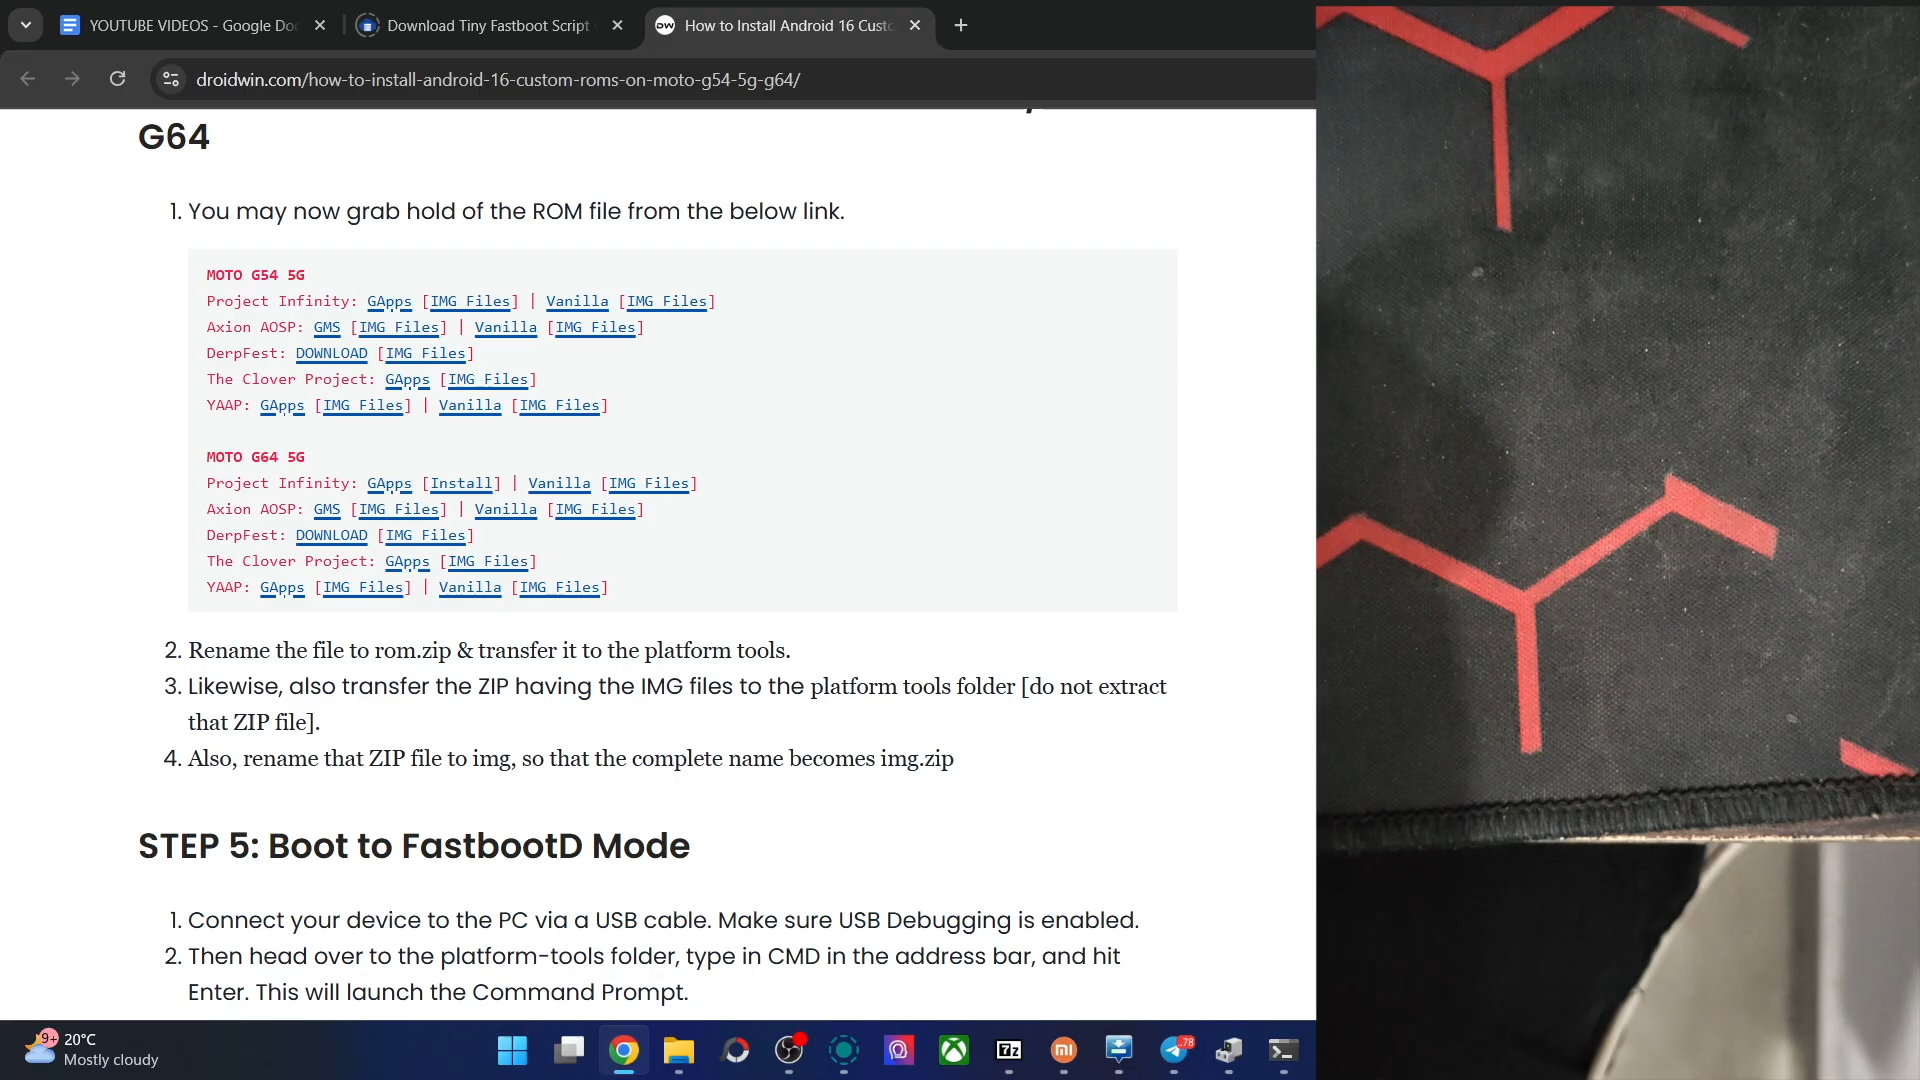 YOUTUBE VIDEOS - Google Doc
Download Tiny Fastboot Script
How to Install Android 16 Custo
droidwin.com/how-to-install-android-16-custom-roms-on-moto-g54-5g-g64/
G64
1. You may now grab hold of the ROM file from the below link.
MOTO G54 5G
Project Infinity: GApps [IMG Files] | Vanilla [IMG Files]
Axion AOSP: GMS [IMG Files] | Vanilla [IMG Files]
DerpFest: DOWNLOAD [IMG Files]
The Clover Project: GApps [IMG Files]
YAAP: GApps [IMG Files] | Vanilla [IMG Files]
MOTO G64 5G
Project Infinity: GApps [Install] | Vanilla [IMG Files]
Axion AOSP: GMS [IMG Files] | Vanilla [IMG Files]
DerpFest: DOWNLOAD [IMG Files]
The Clover Project: GApps [IMG Files]
YAAP: GApps [IMG Files] | Vanilla [IMG Files]
2. Rename the file to rom.zip & transfer it to the platform tools.
3. Likewise, also transfer the ZIP having the IMG files to the platform tools folder [do not extract
that ZIP file].
4. Also, rename that ZIP file to img, so that the complete name becomes img.zip
STEP 5: Boot to FastbootD Mode
1. Connect your device to the PC via a USB cable. Make sure USB Debugging is enabled.
2. Then head over to the platform-tools folder, type in CMD in the address bar, and hit
Enter. This will launch the Command Prompt.
9+
20°C
Mostly cloudy
7z
mi
78